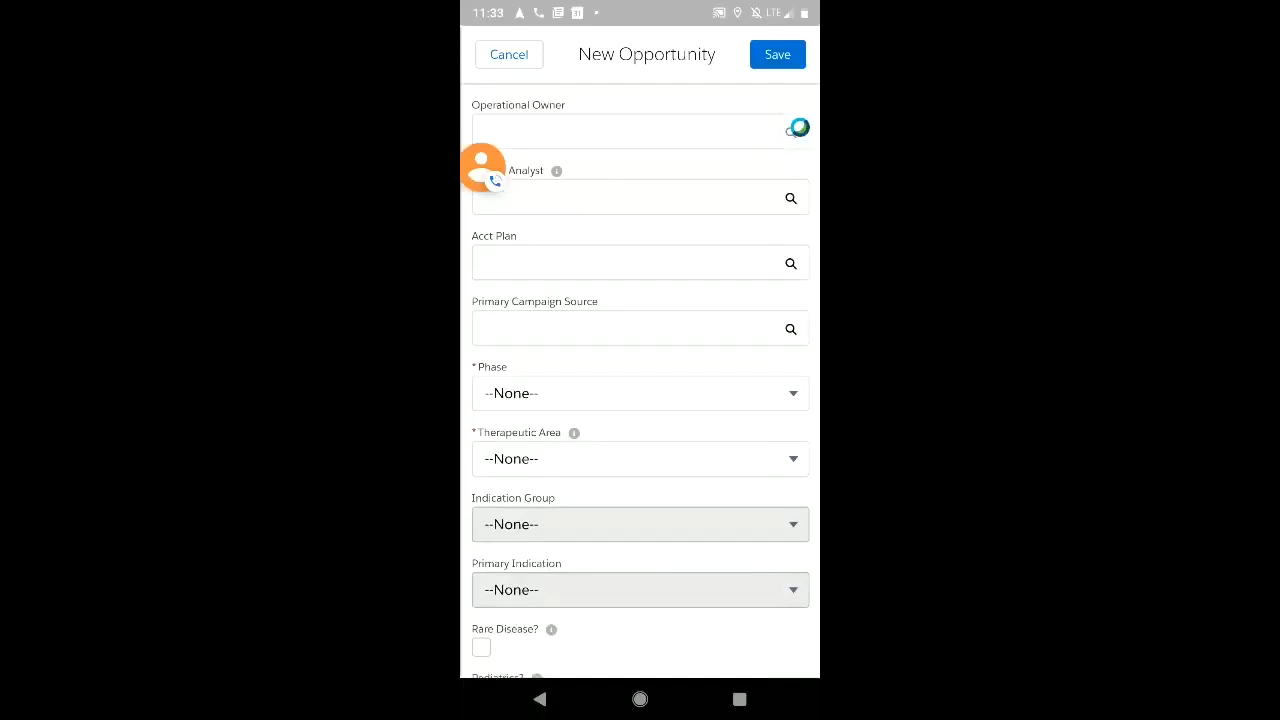 11:33 31 LTE
Cancel New Opportunity Save
Operational Owner
Analyst
Acct Plan
Primary Campaign Source
* Phase
--None--
* Therapeutic Area
--None--
Indication Group
--None--
Primary Indication
--None--
Rare Disease?